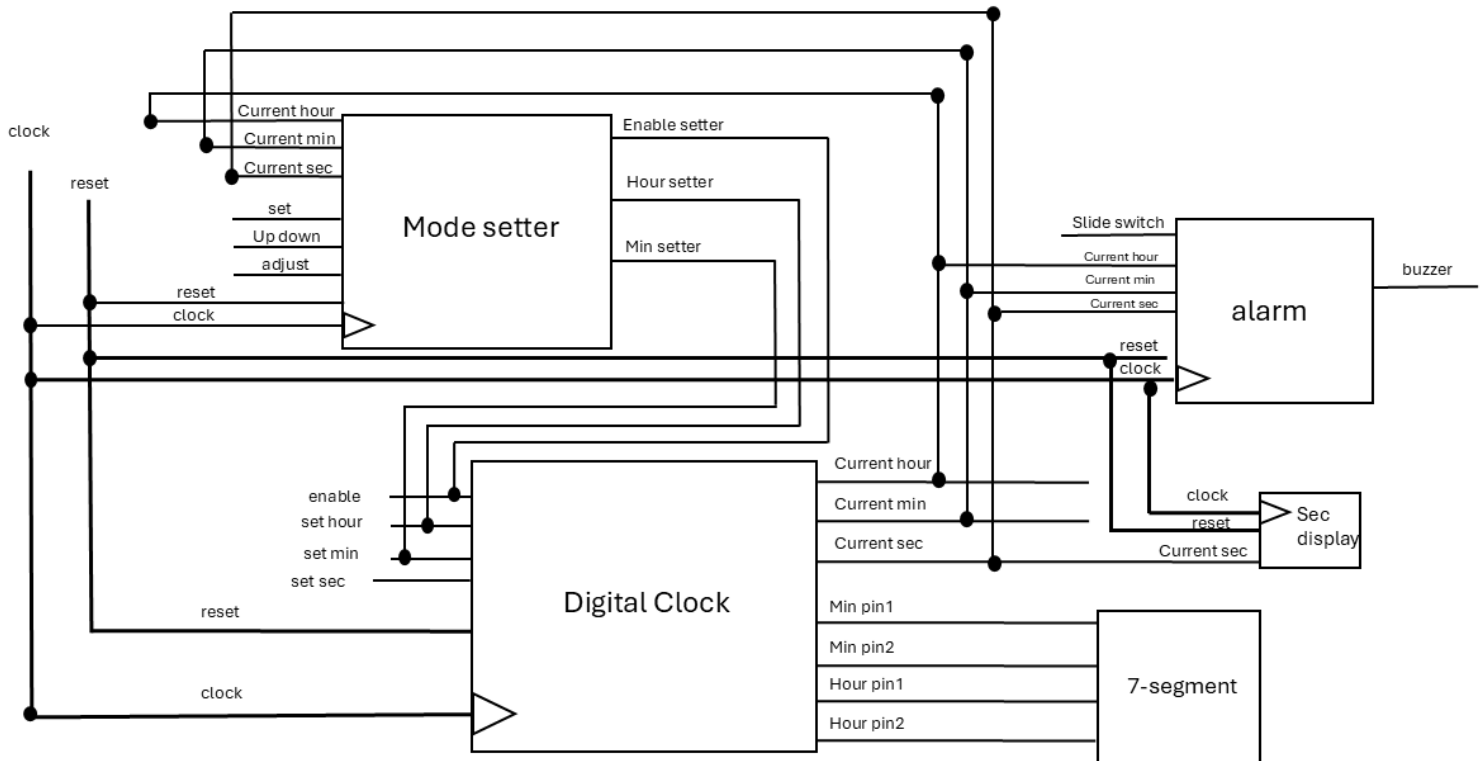 clock
reset
Current hour
Current min
Current sec
set
Up down
adjust
reset
clock
Mode setter
Enable setter
Hour setter
Min setter
Slide switch
Current hour
Current min
Current sec
reset
clock
alarm
buzzer
enable
set hour
set min
set sec
reset
clock
Digital Clock
Current hour
Current min
Current sec
Min pin1
Min pin2
Hour pin1
Hour pin2
clock
reset
Current sec
Sec
display
7-segment